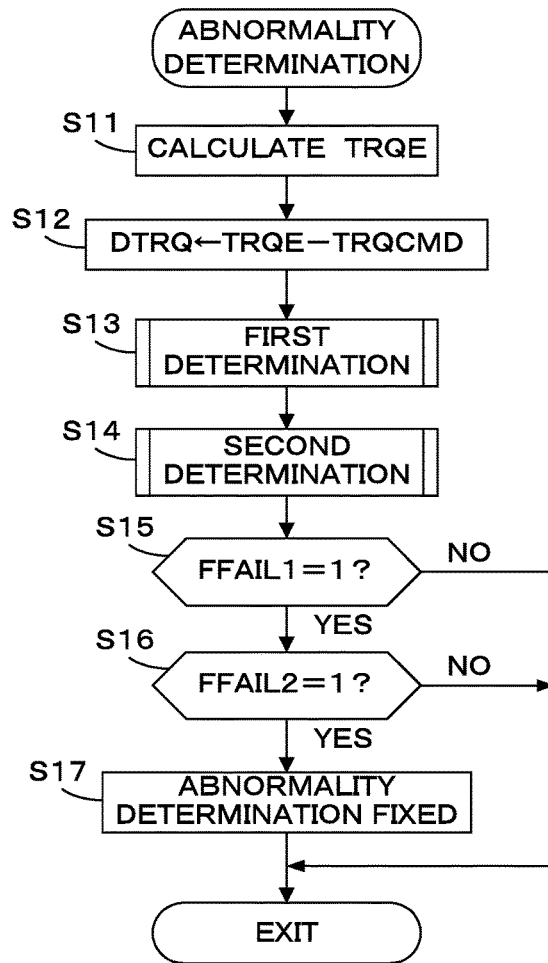 ABNORMALITY
DETERMINATION
S11
CALCULATE TRQE
S12
DTRQ←TRQE－TRQCMD
S13
FIRST
DETERMINATION
S14
SECOND
DETERMINATION
S15
FFAIL1＝1？
NO
YES
S16
FFAIL2＝1？
NO
YES
S17
ABNORMALITY
DETERMINATION FIXED
EXIT